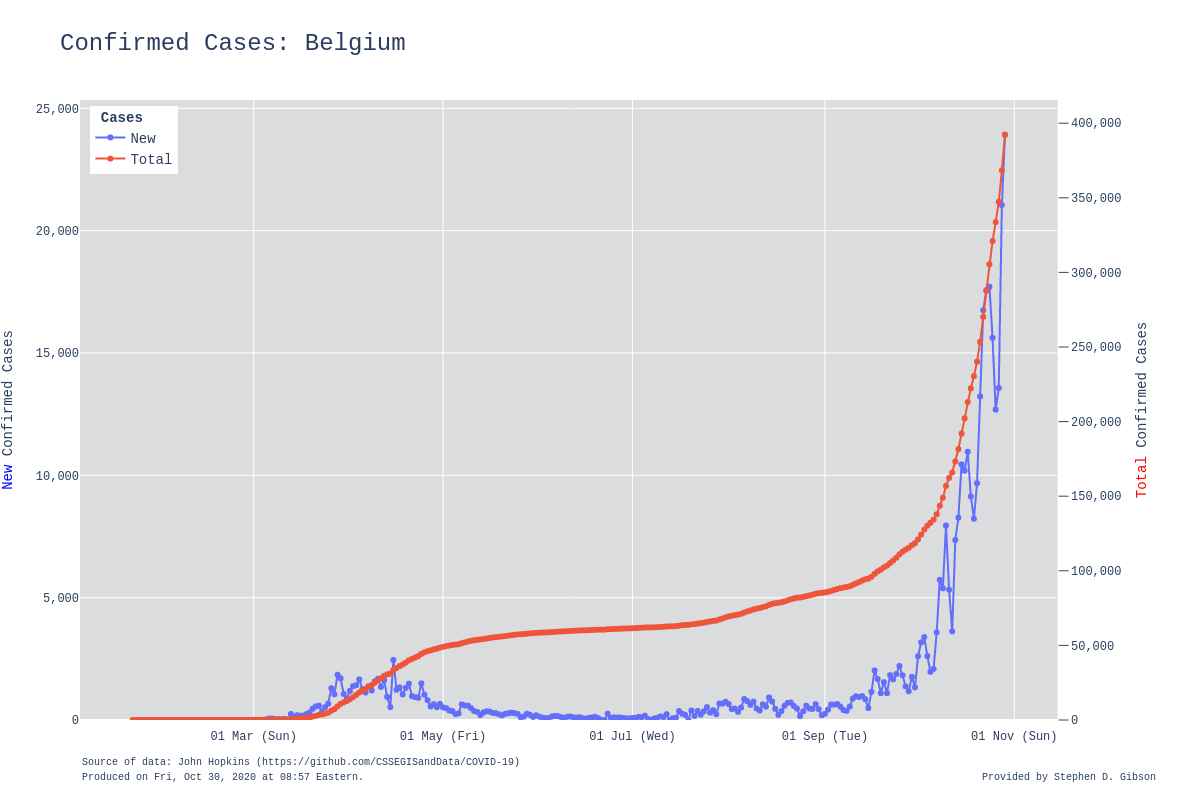 Confirmed Cases: Belgium
Cases
New
Total
25,000
20,000
15,000
10,000
5,000
0
New Confirmed Cases
400,000
350,000
300,000
250,000
200,000
150,000
100,000
50,000
0
Total Confirmed Cases
01 Mar (Sun)
01 May (Fri)
01 Jul (Wed)
01 Sep (Tue)
01 Nov (Sun)
Source of data: John Hopkins (https://github.com/CSSEGISandData/COVID-19)
Produced on Fri, Oct 30, 2020 at 08:57 Eastern.
Provided by Stephen D. Gibson